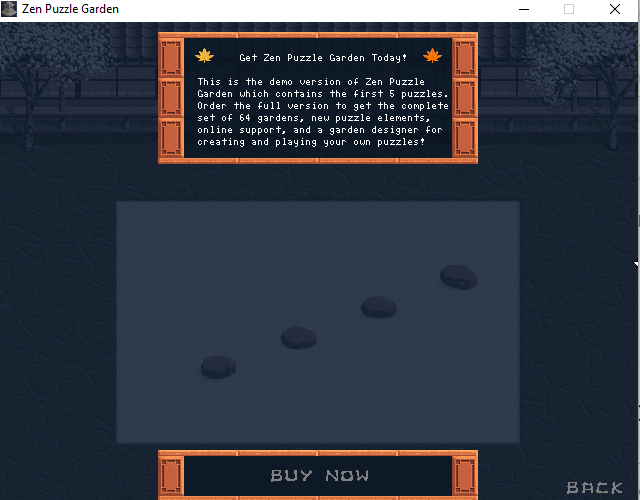 Zen Puzzle Garden
Get Zen Puzzle Garden Today!
This is the demo version of Zen Puzzle
Garden which contains the first 5 puzzles.
Order the full version to get the complete
set of 64 gardens, new puzzle elements,
online support, and a garden designer for
creating and playing your own puzzles!
BUY NOW
BACK